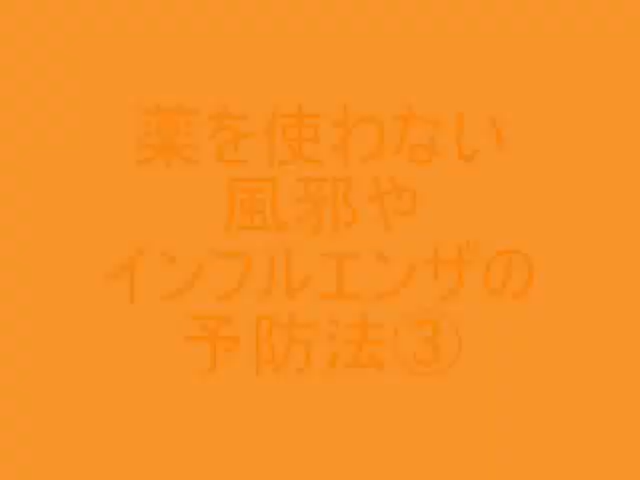 薬を使わない
風邪や
インフルエンザの
予防法③